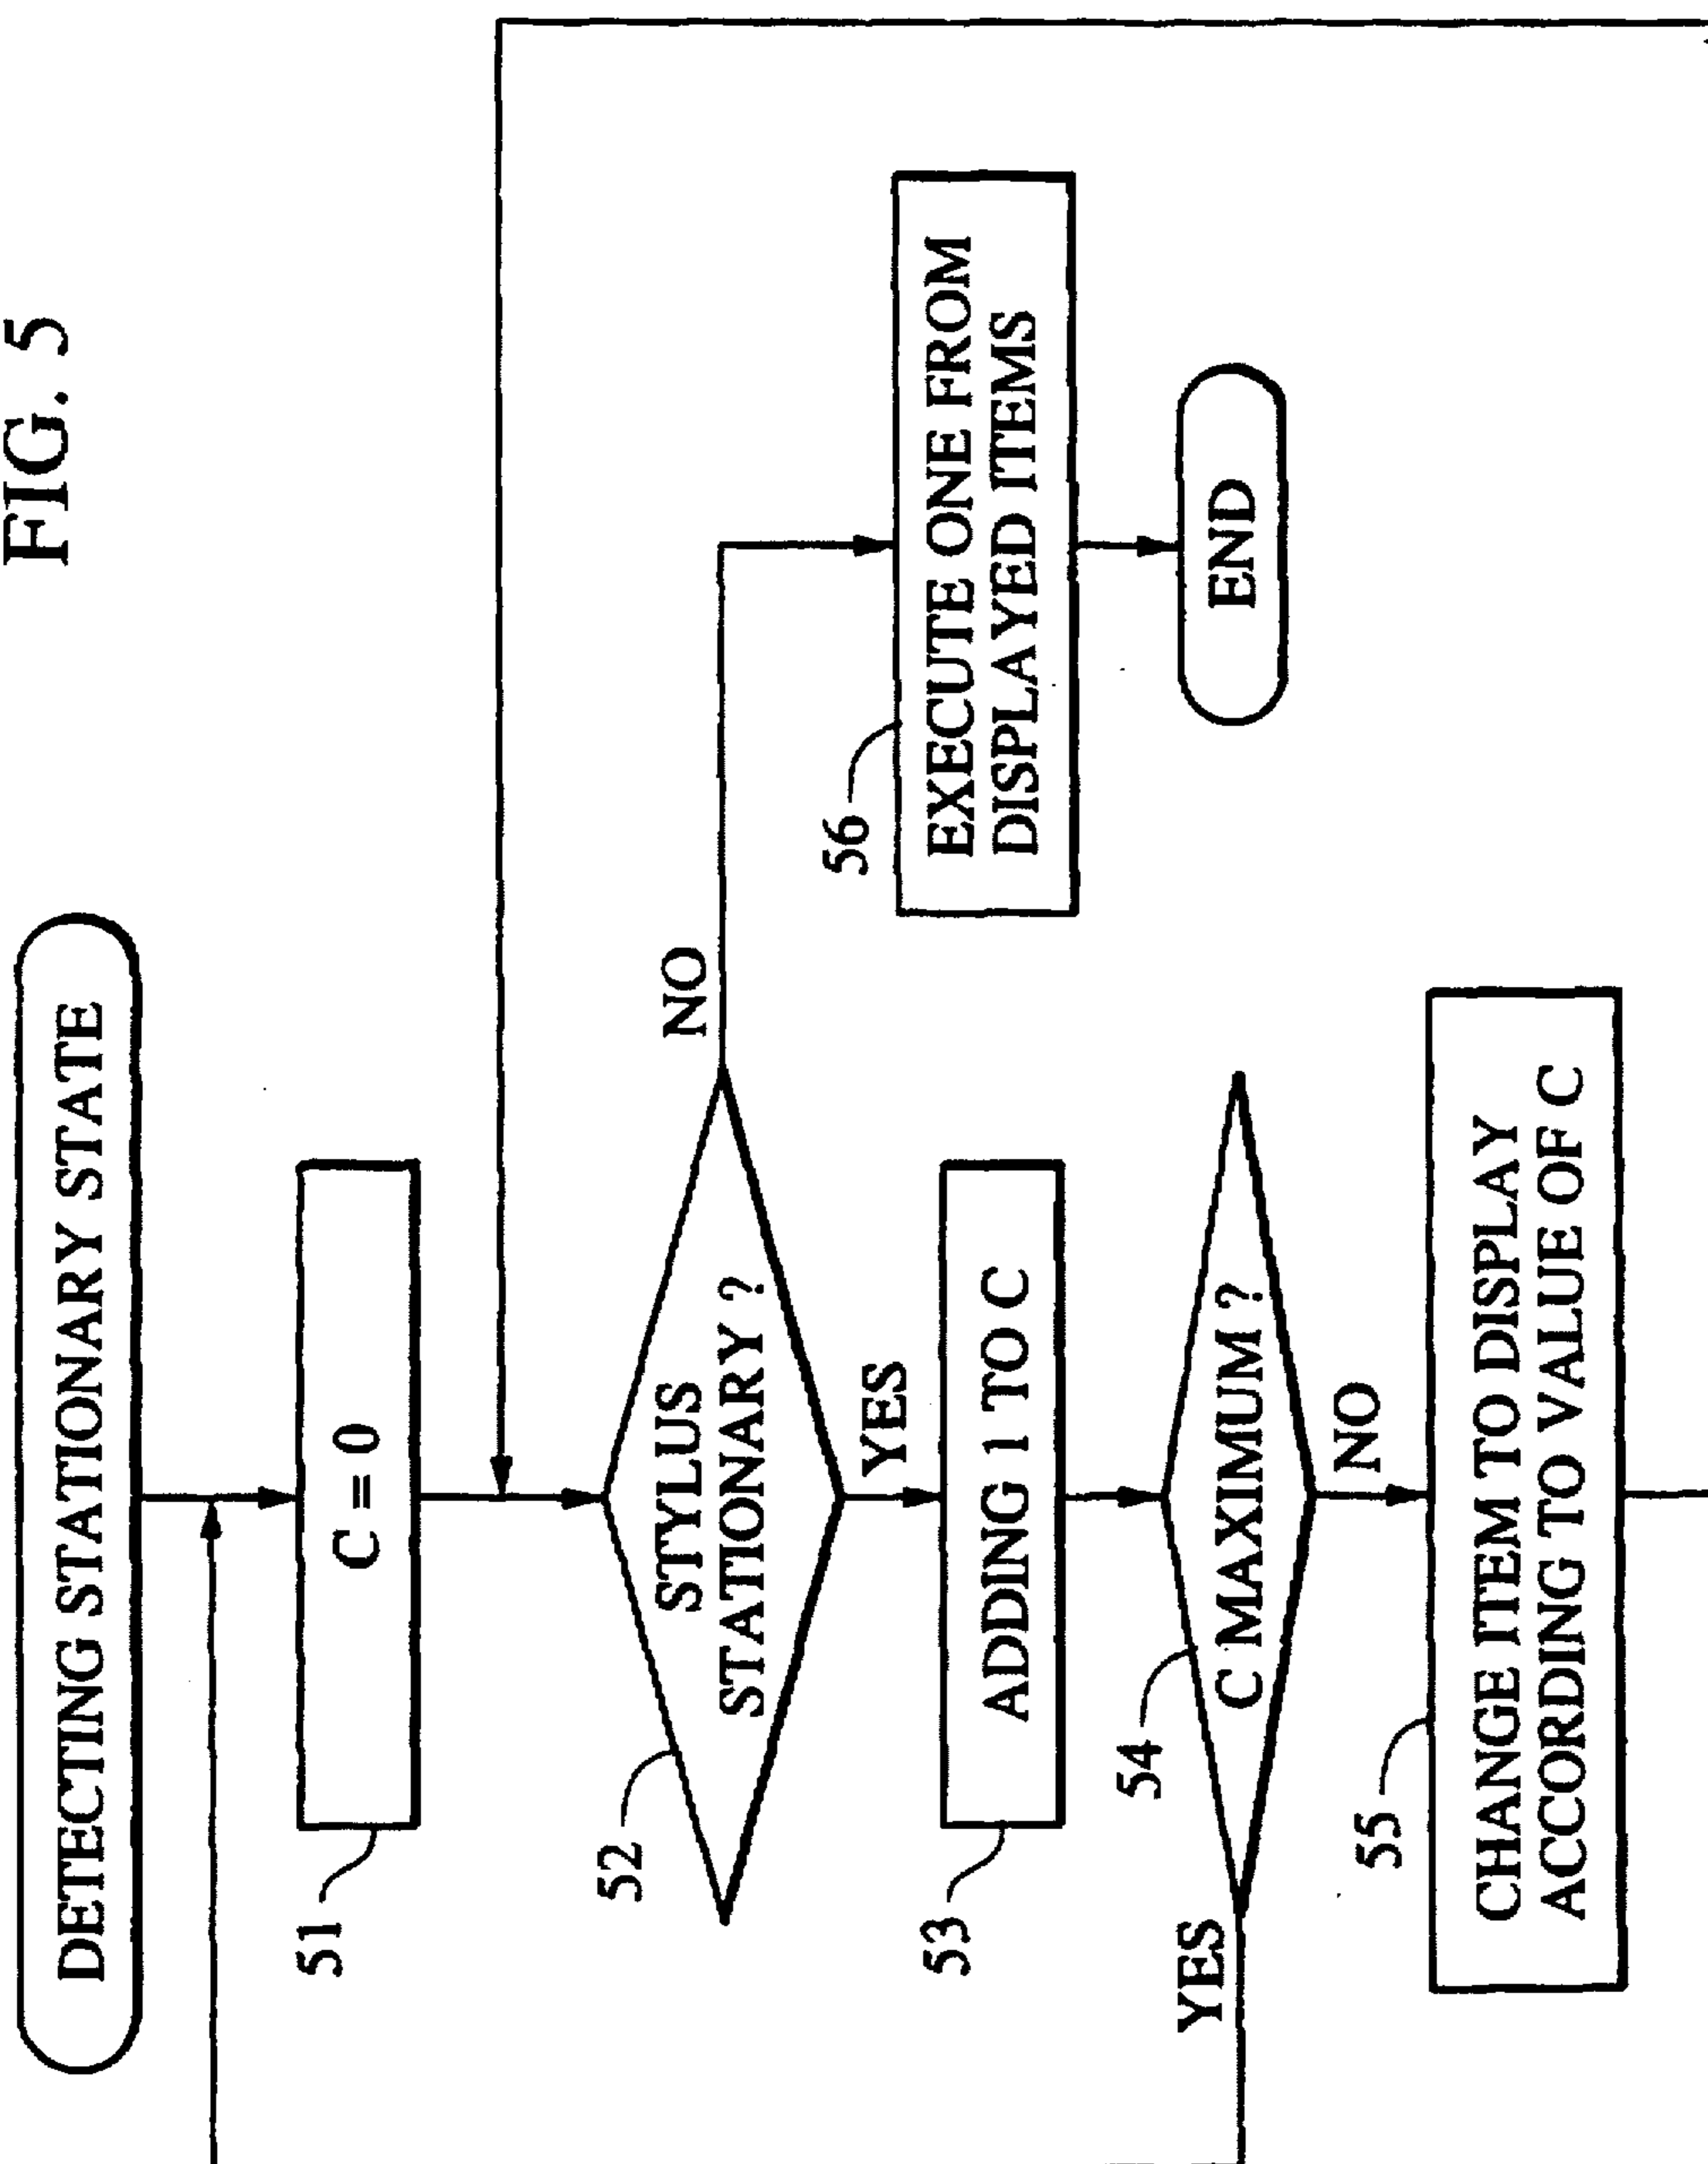 FIG. 5
DETECTING STATIONARY STATE
51
C = 0
52
STYLUS
STATIONARY ?
NO
YES
53
ADDING 1 TO C
56
EXECUTE ONE FROM
DISPLAYED ITEMS
END
54
C MAXIMUM ?
YES
NO
55
CHANGE ITEM TO DISPLAY
ACCORDING TO VALUE OF C